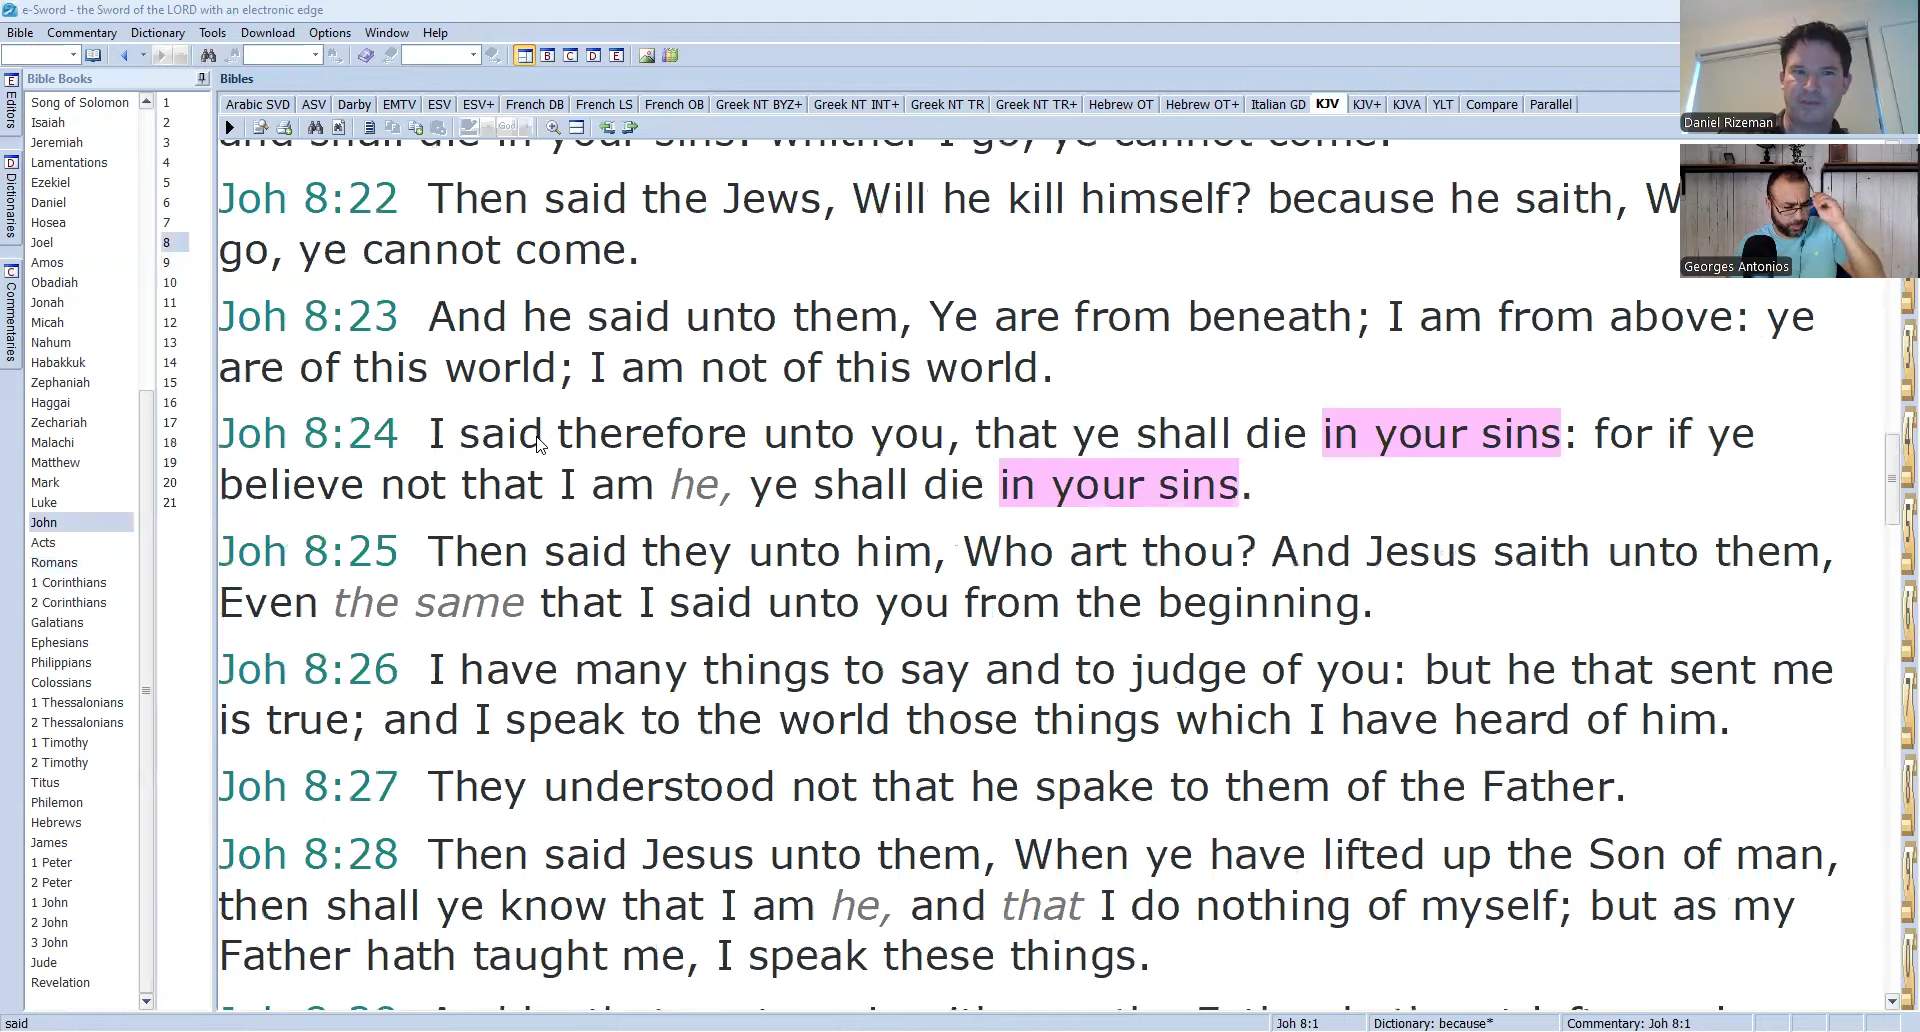 e-Sword - the Sword of the LORD with an electronic edge
Bible Commentary Dictionary Tools Download Options Window Help
B C D E
Bible Books
Bibles
Arabic SVD ASV Darby EMTV ESV ESV+ French DB French LS French OB Greek NT BYZ+ Greek NT INT+ Greek NT TR Greek NT TR+ Hebrew OT Hebrew OT+ Italian GD KJV KJV+ KJVA YLT Compare Parallel
God
E Editors
D Dictionaries
C Commentaries
Song of Solomon
Isaiah
Jeremiah
Lamentations
Ezekiel
Daniel
Hosea
Joel
Amos
Obadiah
Jonah
Micah
Nahum
Habakkuk
Zephaniah
Haggai
Zechariah
Malachi
Matthew
Mark
Luke
John
Acts
Romans
1 Corinthians
2 Corinthians
Galatians
Ephesians
Philippians
Colossians
1 Thessalonians
2 Thessalonians
1 Timothy
2 Timothy
Titus
Philemon
Hebrews
James
1 Peter
2 Peter
1 John
2 John
3 John
Jude
Revelation
1
2
3
4
5
6
7
8
9
10
11
12
13
14
15
16
17
18
19
20
21
and shall die in your sins: whither I go, ye cannot come.
Joh 8:22 Then said the Jews, Will he kill himself? because he saith,
go, ye cannot come.
Joh 8:23 And he said unto them, Ye are from beneath; I am from above: ye
are of this world; I am not of this world.
Joh 8:24 I said therefore unto you, that ye shall die in your sins: for if ye
believe not that I am he, ye shall die in your sins.
Joh 8:25 Then said they unto him, Who art thou? And Jesus saith unto them,
Even the same that I said unto you from the beginning.
Joh 8:26 I have many things to say and to judge of you: but he that sent me
is true; and I speak to the world those things which I have heard of him.
Joh 8:27 They understood not that he spake to them of the Father.
Joh 8:28 Then said Jesus unto them, When ye have lifted up the Son of man,
then shall ye know that I am he, and that I do nothing of myself; but as my
Father hath taught me, I speak these things.
Daniel Rizeman
Georges Antonios
said
Joh 8:1
Dictionary: because*
Commentary: Joh 8:1